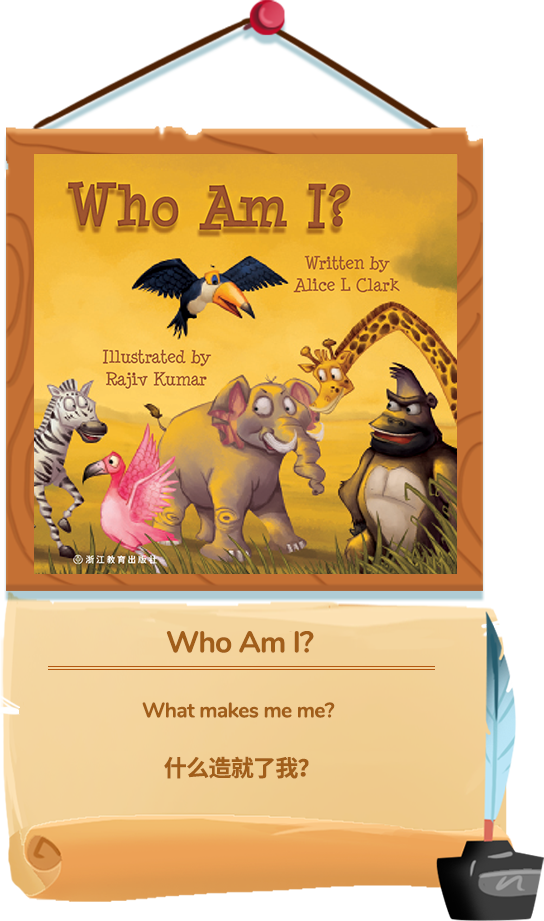 Who Am I?
Written by
Alice L Clark
Illustrated by
Rajiv Kumar
浙江教育出版社
Who Am I?
What makes me me?
什么造就了我?